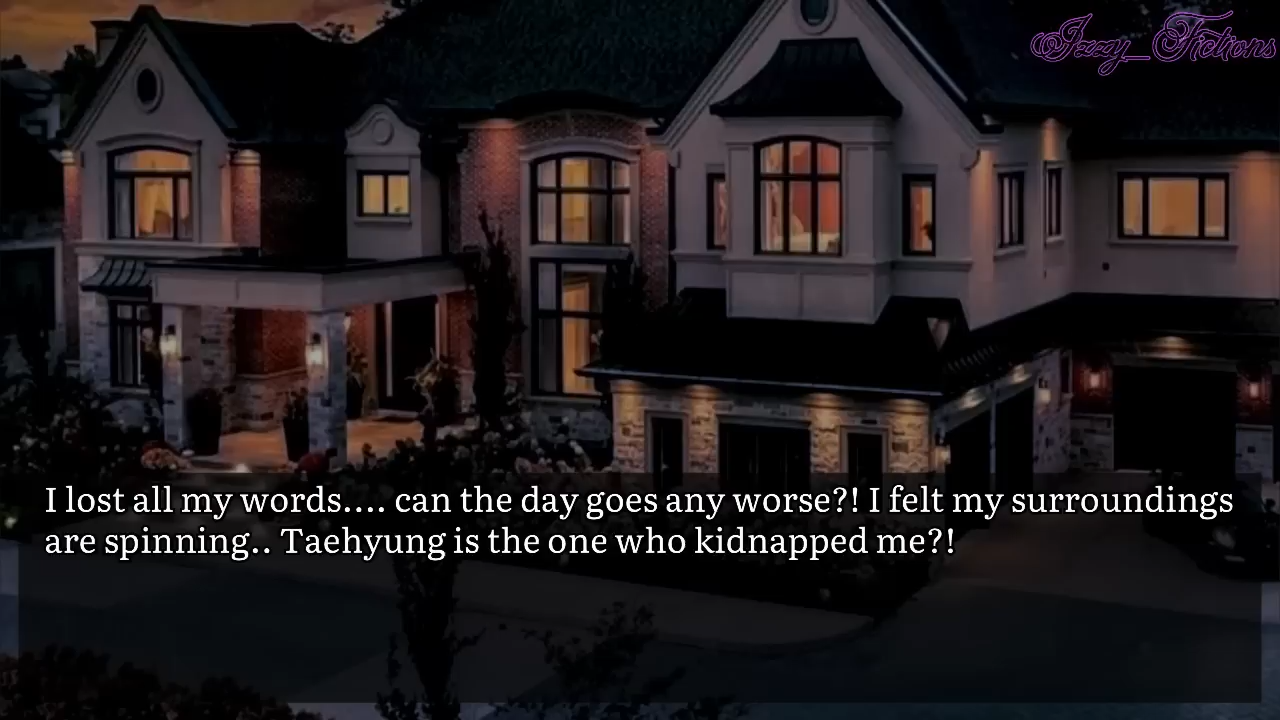 Izzy_Fictions
I lost all my words.... can the day goes any worse?! I felt my surroundings
are spinning.. Taehyung is the one who kidnapped me?!